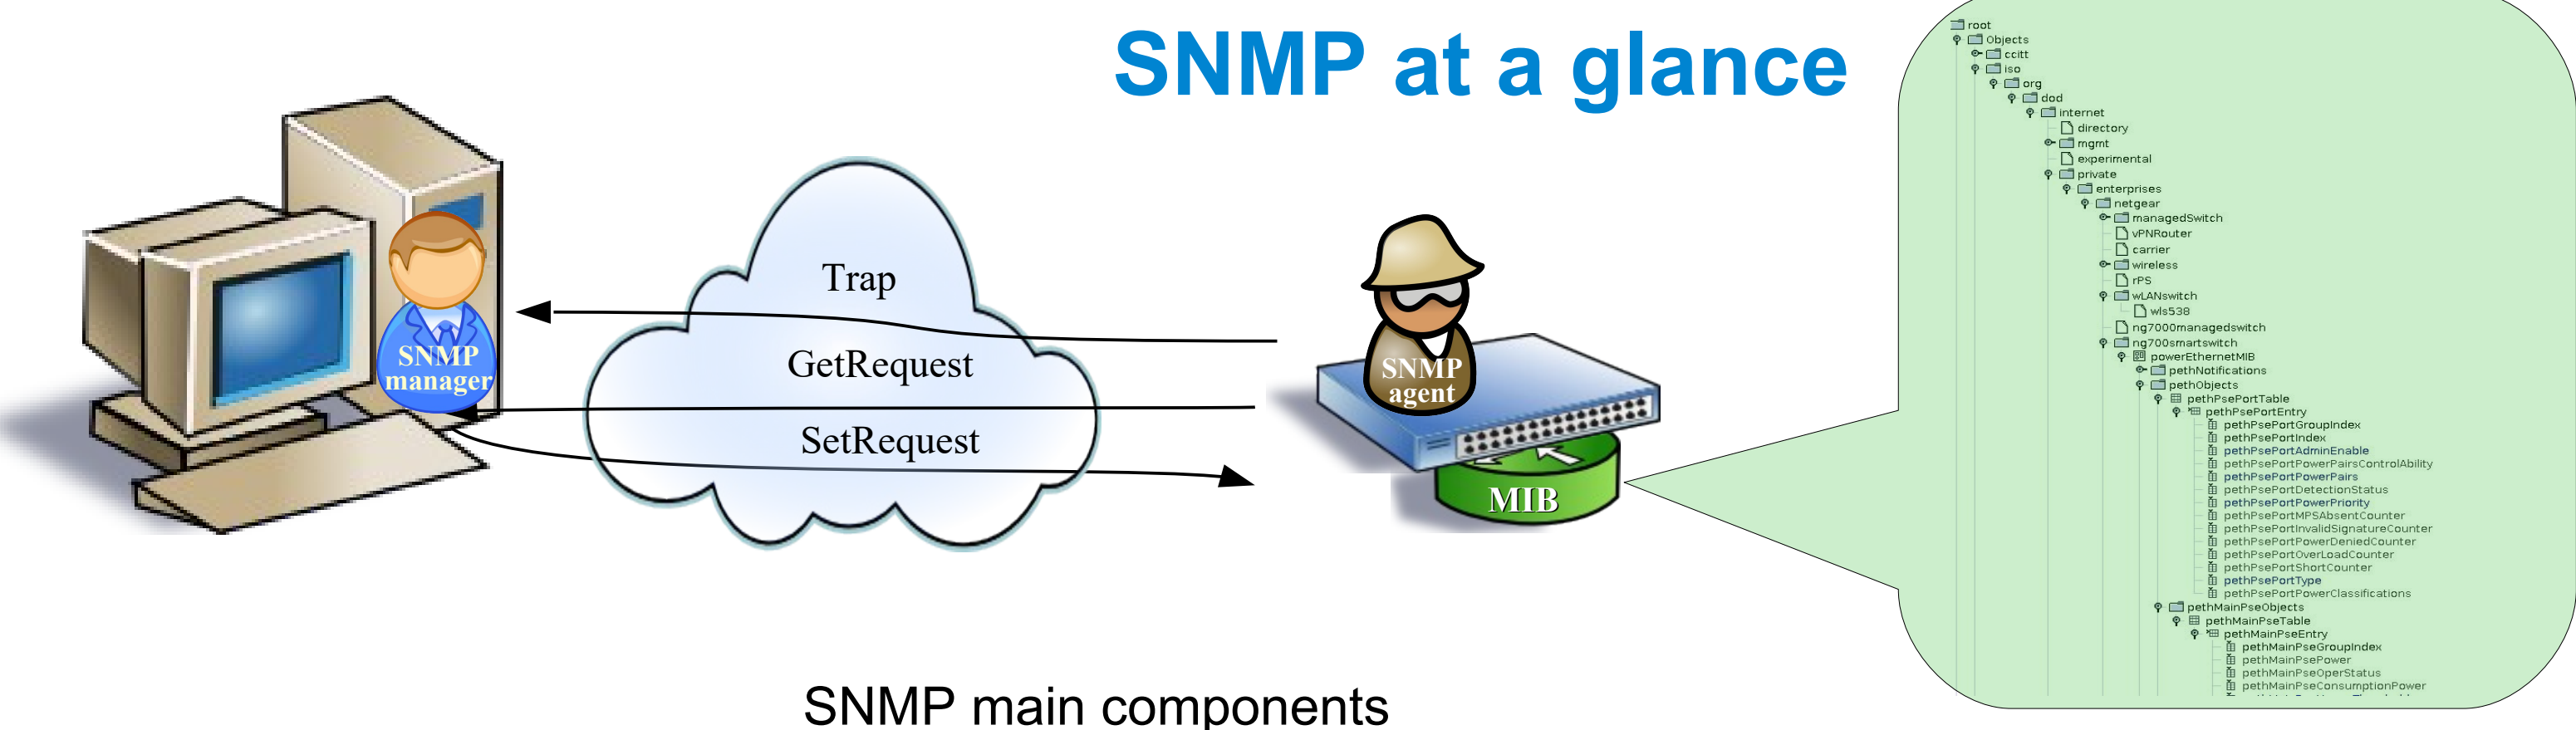 SNMP at a glance
SNMP
manager
Trap
GetRequest
SetRequest
SNMP
agent
MIB
root
Objects
ccitt
iso
org
dod
internet
directory
mgmt
experimental
private
enterprises
netgear
managedSwitch
vPNRouter
carrier
wireless
rPS
wLANswitch
wls538
ng7000managedswitch
ng700smartswitch
powerEthernetMIB
pethNotifications
pethObjects
pethPsePortTable
pethPsePortEntry
pethPsePortGroupIndex
pethPsePortIndex
pethPsePortAdminEnable
pethPsePortPowerPairsControlAbility
pethPsePortPowerPairs
pethPsePortDetectionStatus
pethPsePortPowerPriority
pethPsePortMPSAbsentCounter
pethPsePortInvalidSignatureCounter
pethPsePortPowerDeniedCounter
pethPsePortOverLoadCounter
pethPsePortShortCounter
pethPsePortType
pethPsePortPowerClassifications
pethMainPseObjects
pethMainPseTable
pethMainPseEntry
pethMainPseGroupIndex
pethMainPsePower
pethMainPseOperStatus
pethMainPseConsumptionPower
SNMP main components